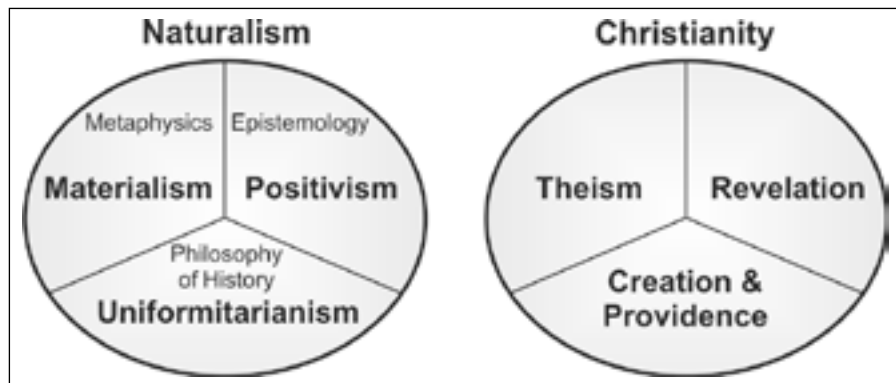 Naturalism
Metaphysics
Epistemology
Materialism
Positivism
Philosophy
of History
Uniformitarianism
Christianity
Theism
Revelation
Creation &
Providence